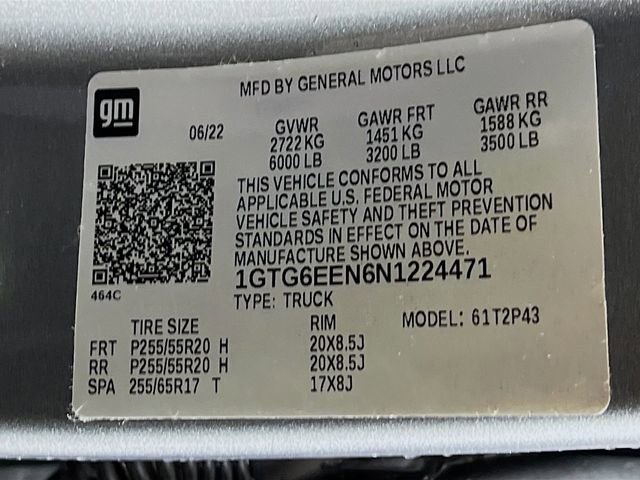 MFD BY GENERAL MOTORS LLC
gm
06/22 GVWR GAWR FRT GAWR RR
2722 KG 1451 KG 1588 KG
6000 LB 3200 LB 3500 LB
THIS VEHICLE CONFORMS TO ALL
APPLICABLE U.S. FEDERAL MOTOR
VEHICLE SAFETY AND THEFT PREVENTION
STANDARDS IN EFFECT ON THE DATE OF
MANUFACTURE SHOWN ABOVE.
1GTG6EEN6N1224471
464C
TYPE: TRUCK
TIRE SIZE RIM MODEL: 61T2P43
FRT P255/55R20 H 20X8.5J
RR P255/55R20 H 20X8.5J
SPA 255/65R17 T 17X8J